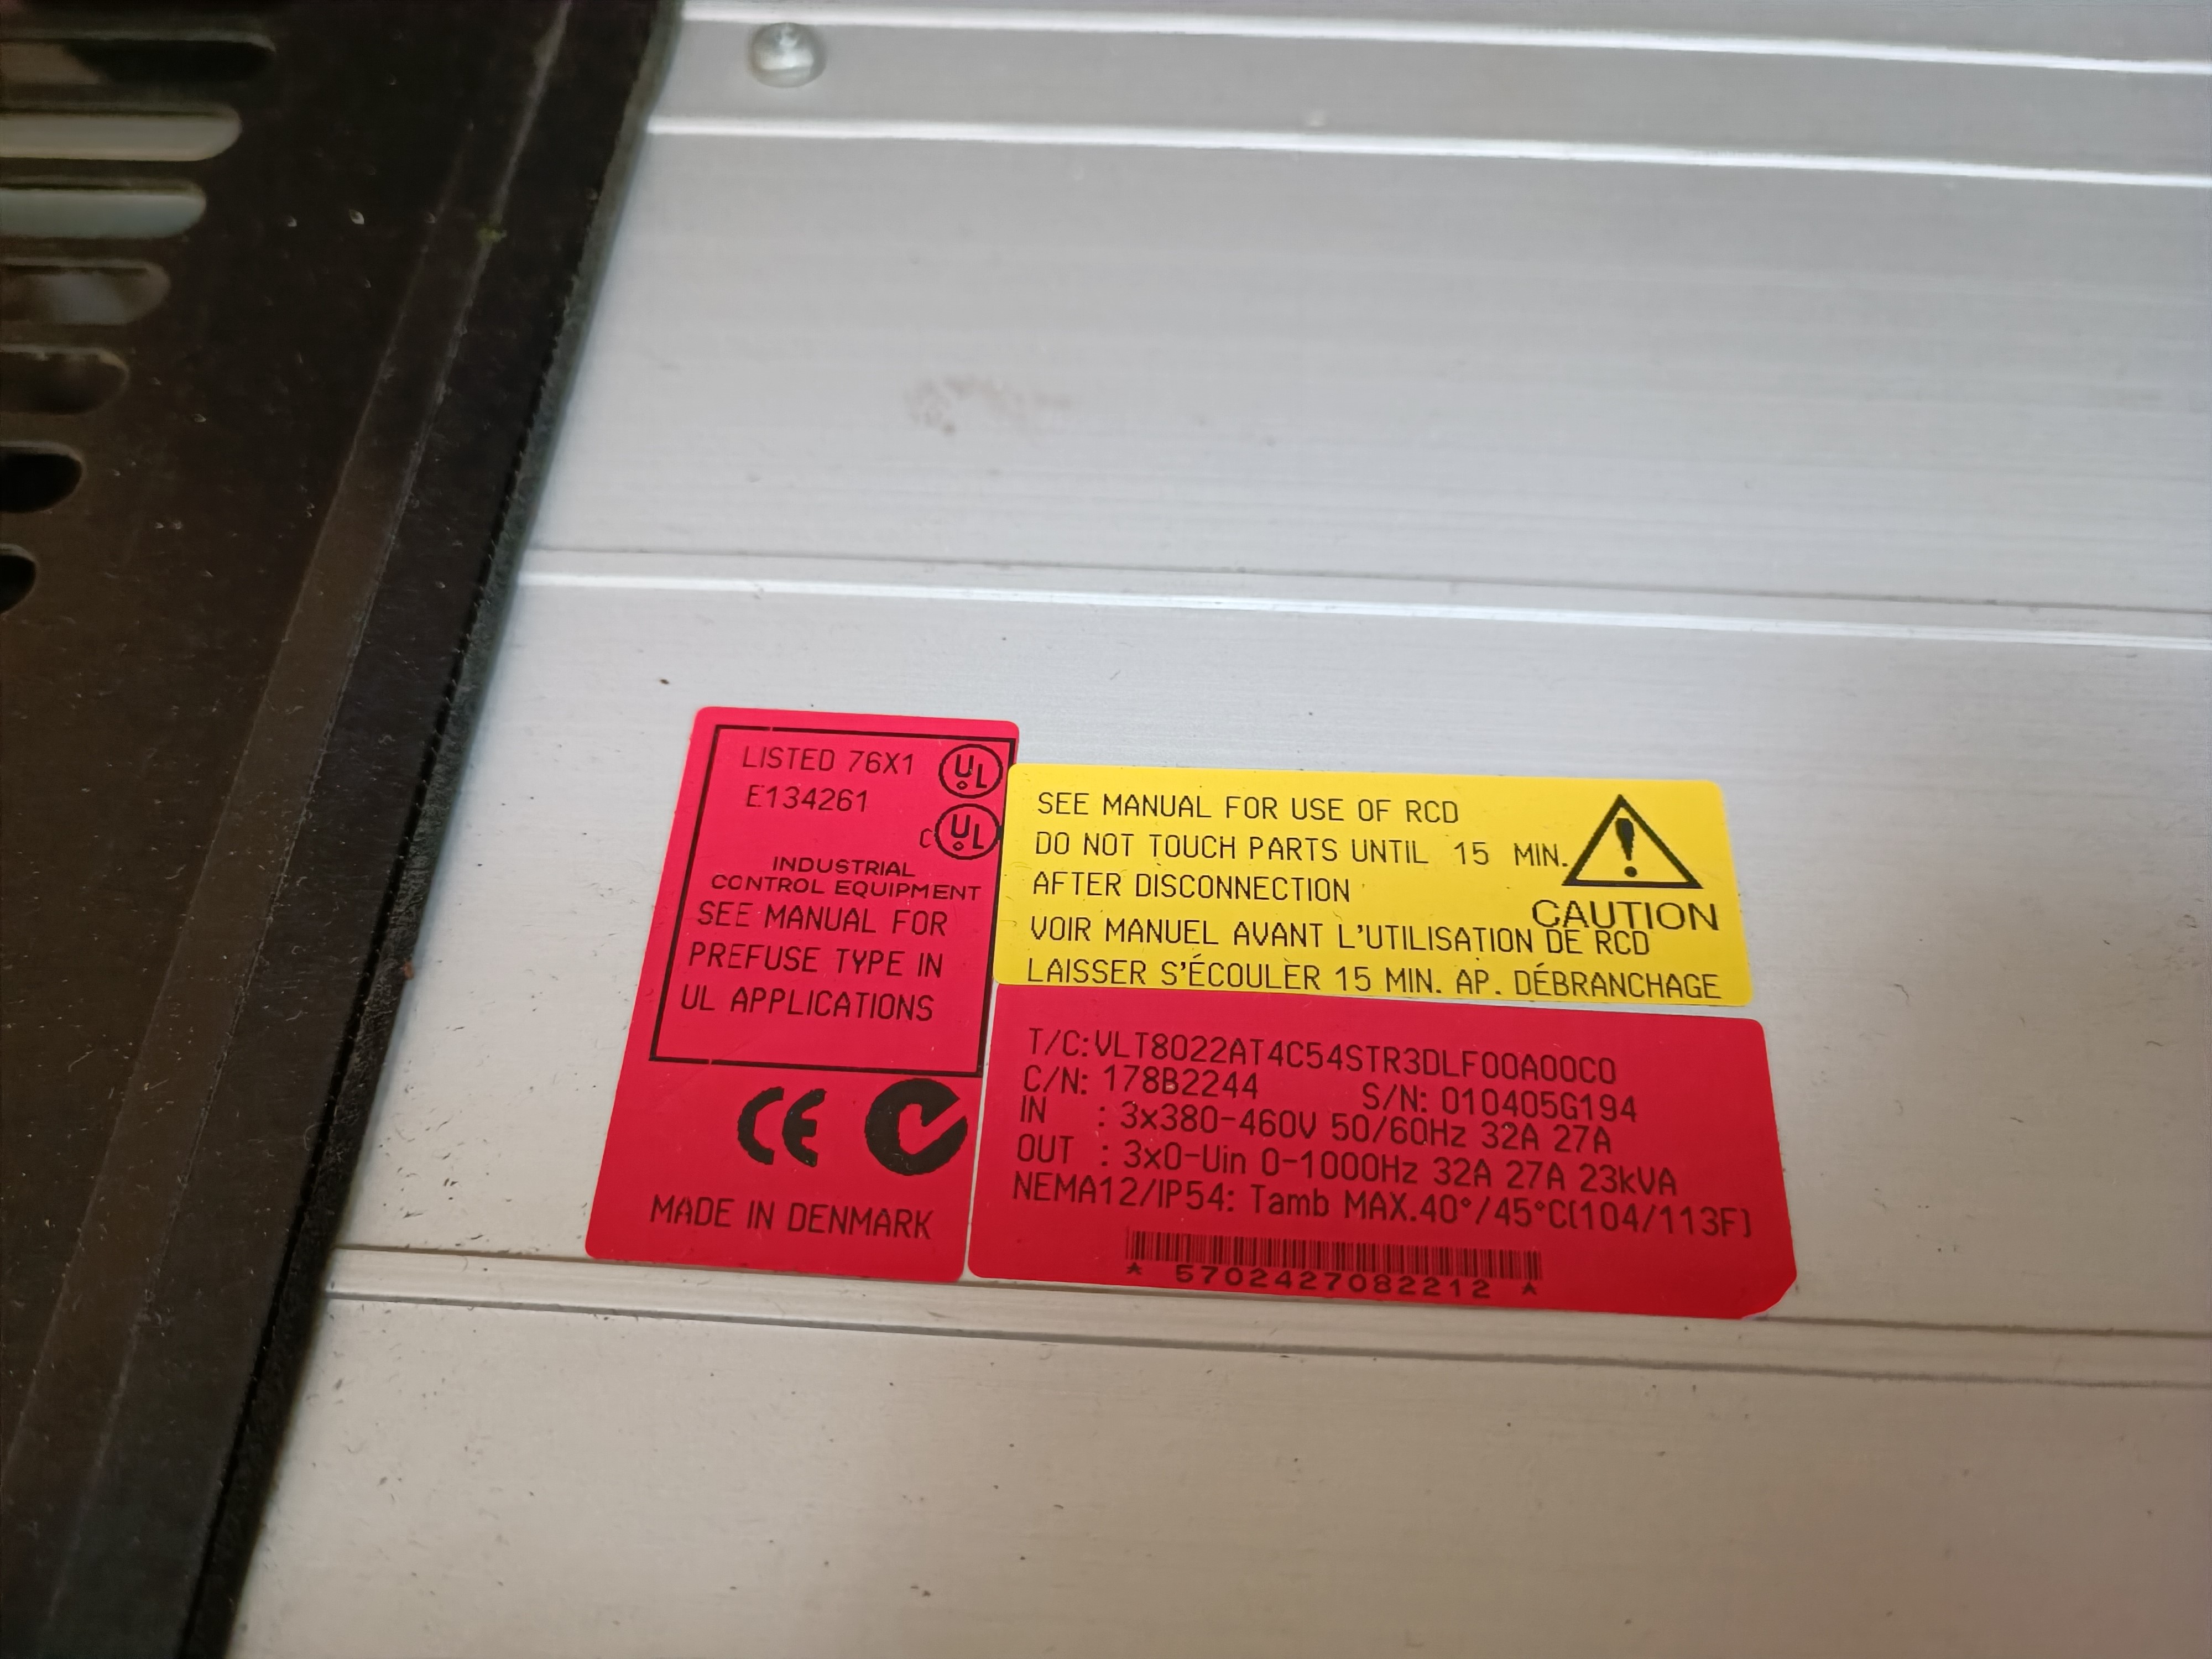 LISTED 76X1
E134261
UL
C UL
INDUSTRIAL
CONTROL EQUIPMENT
SEE MANUAL FOR
PREFUSE TYPE IN
UL APPLICATIONS
CE
MADE IN DENMARK
SEE MANUAL FOR USE OF RCD
DO NOT TOUCH PARTS UNTIL 15 MIN.
AFTER DISCONNECTION
CAUTION
VOIR MANUEL AVANT L'UTILISATION DE RCD
LAISSER S'ÉCOULER 15 MIN. AP. DÉBRANCHAGE
T/C: VLT8022AT4C54STR3DLF00A00C0
C/N: 178B2244 S/N: 010405G194
IN : 3x380-460V 50/60Hz 32A 27A
OUT : 3x0-Uin 0-1000Hz 32A 27A 23kVA
NEMA12/IP54: Tamb MAX.40°/45°C(104/113F)
* 5702427082212 *